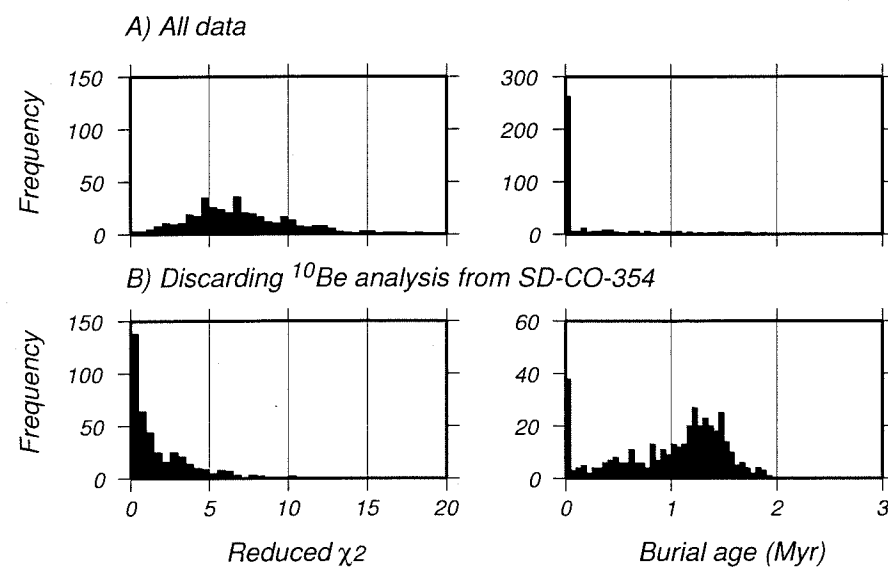 A) All data
Frequency
150
100
50
0
300
200
100
0
B) Discarding 10Be analysis from SD-CO-354
Frequency
150
100
50
0
0 5 10 15 20
Reduced χ2
60
40
20
0
0 1 2 3
Burial age (Myr)